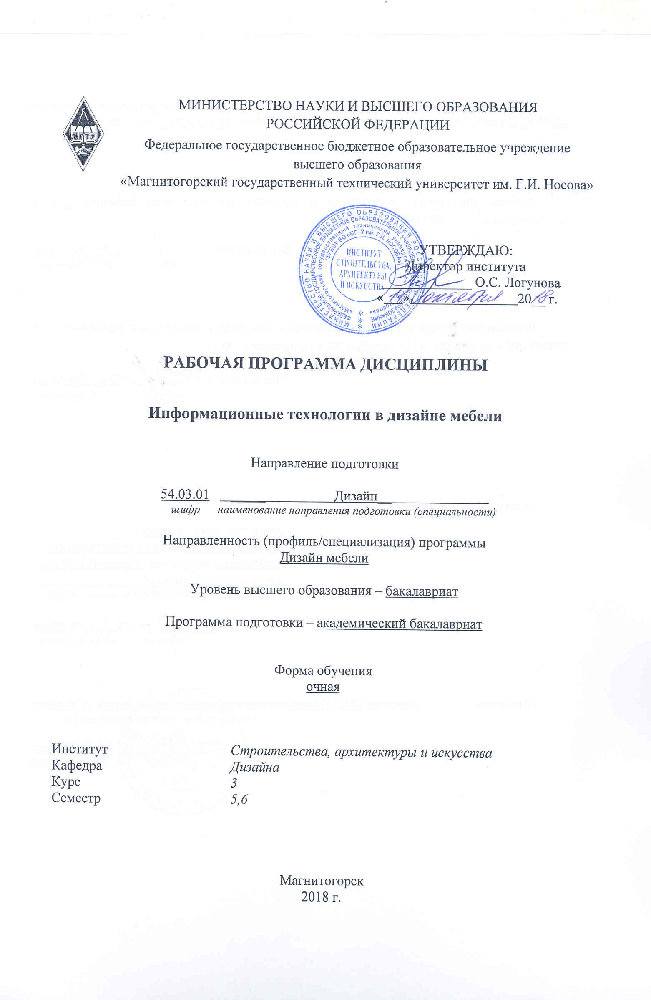 МИНИСТЕРСТВО НАУКИ И ВЫСШЕГО ОБРАЗОВАНИЯ
РОССИЙСКОЙ ФЕДЕРАЦИИ
МГТУ
Федеральное государственное бюджетное образовательное учреждение
высшего образования
«Магнитогорский государственный технический университет им. Г.И. Носова»
МИНИСТЕРСТВО НАУКИ И ВЫСШЕГО ОБРАЗОВАНИЯ РОССИЙСКОЙ ФЕДЕРАЦИИ
ФЕДЕРАЛЬНОЕ ГОСУДАРСТВЕННОЕ БЮДЖЕТНОЕ ОБРАЗОВАТЕЛЬНОЕ УЧРЕЖДЕНИЕ ВЫСШЕГО ОБРАЗОВАНИЯ
«Магнитогорский государственный технический университет им. Г.И. Носова»
(ФГБОУ ВО «МГТУ им. Г.И. НОСОВА»)
ИНСТИТУТ
СТРОИТЕЛЬСТВА,
АРХИТЕКТУРЫ
И ИСКУССТВА
УТВЕРЖДАЮ:
Директор института
О.С. Логунова
«11» октября 2018 г.
РАБОЧАЯ ПРОГРАММА ДИСЦИПЛИНЫ
Информационные технологии в дизайне мебели
Направление подготовки
54.03.01 Дизайн
шифр наименование направления подготовки (специальности)
Направленность (профиль/специализация) программы
Дизайн мебели
Уровень высшего образования – бакалавриат
Программа подготовки – академический бакалавриат
Форма обучения
очная
Институт Строительства, архитектуры и искусства
Кафедра Дизайна
Курс 3
Семестр 5,6
Магнитогорск
2018 г.